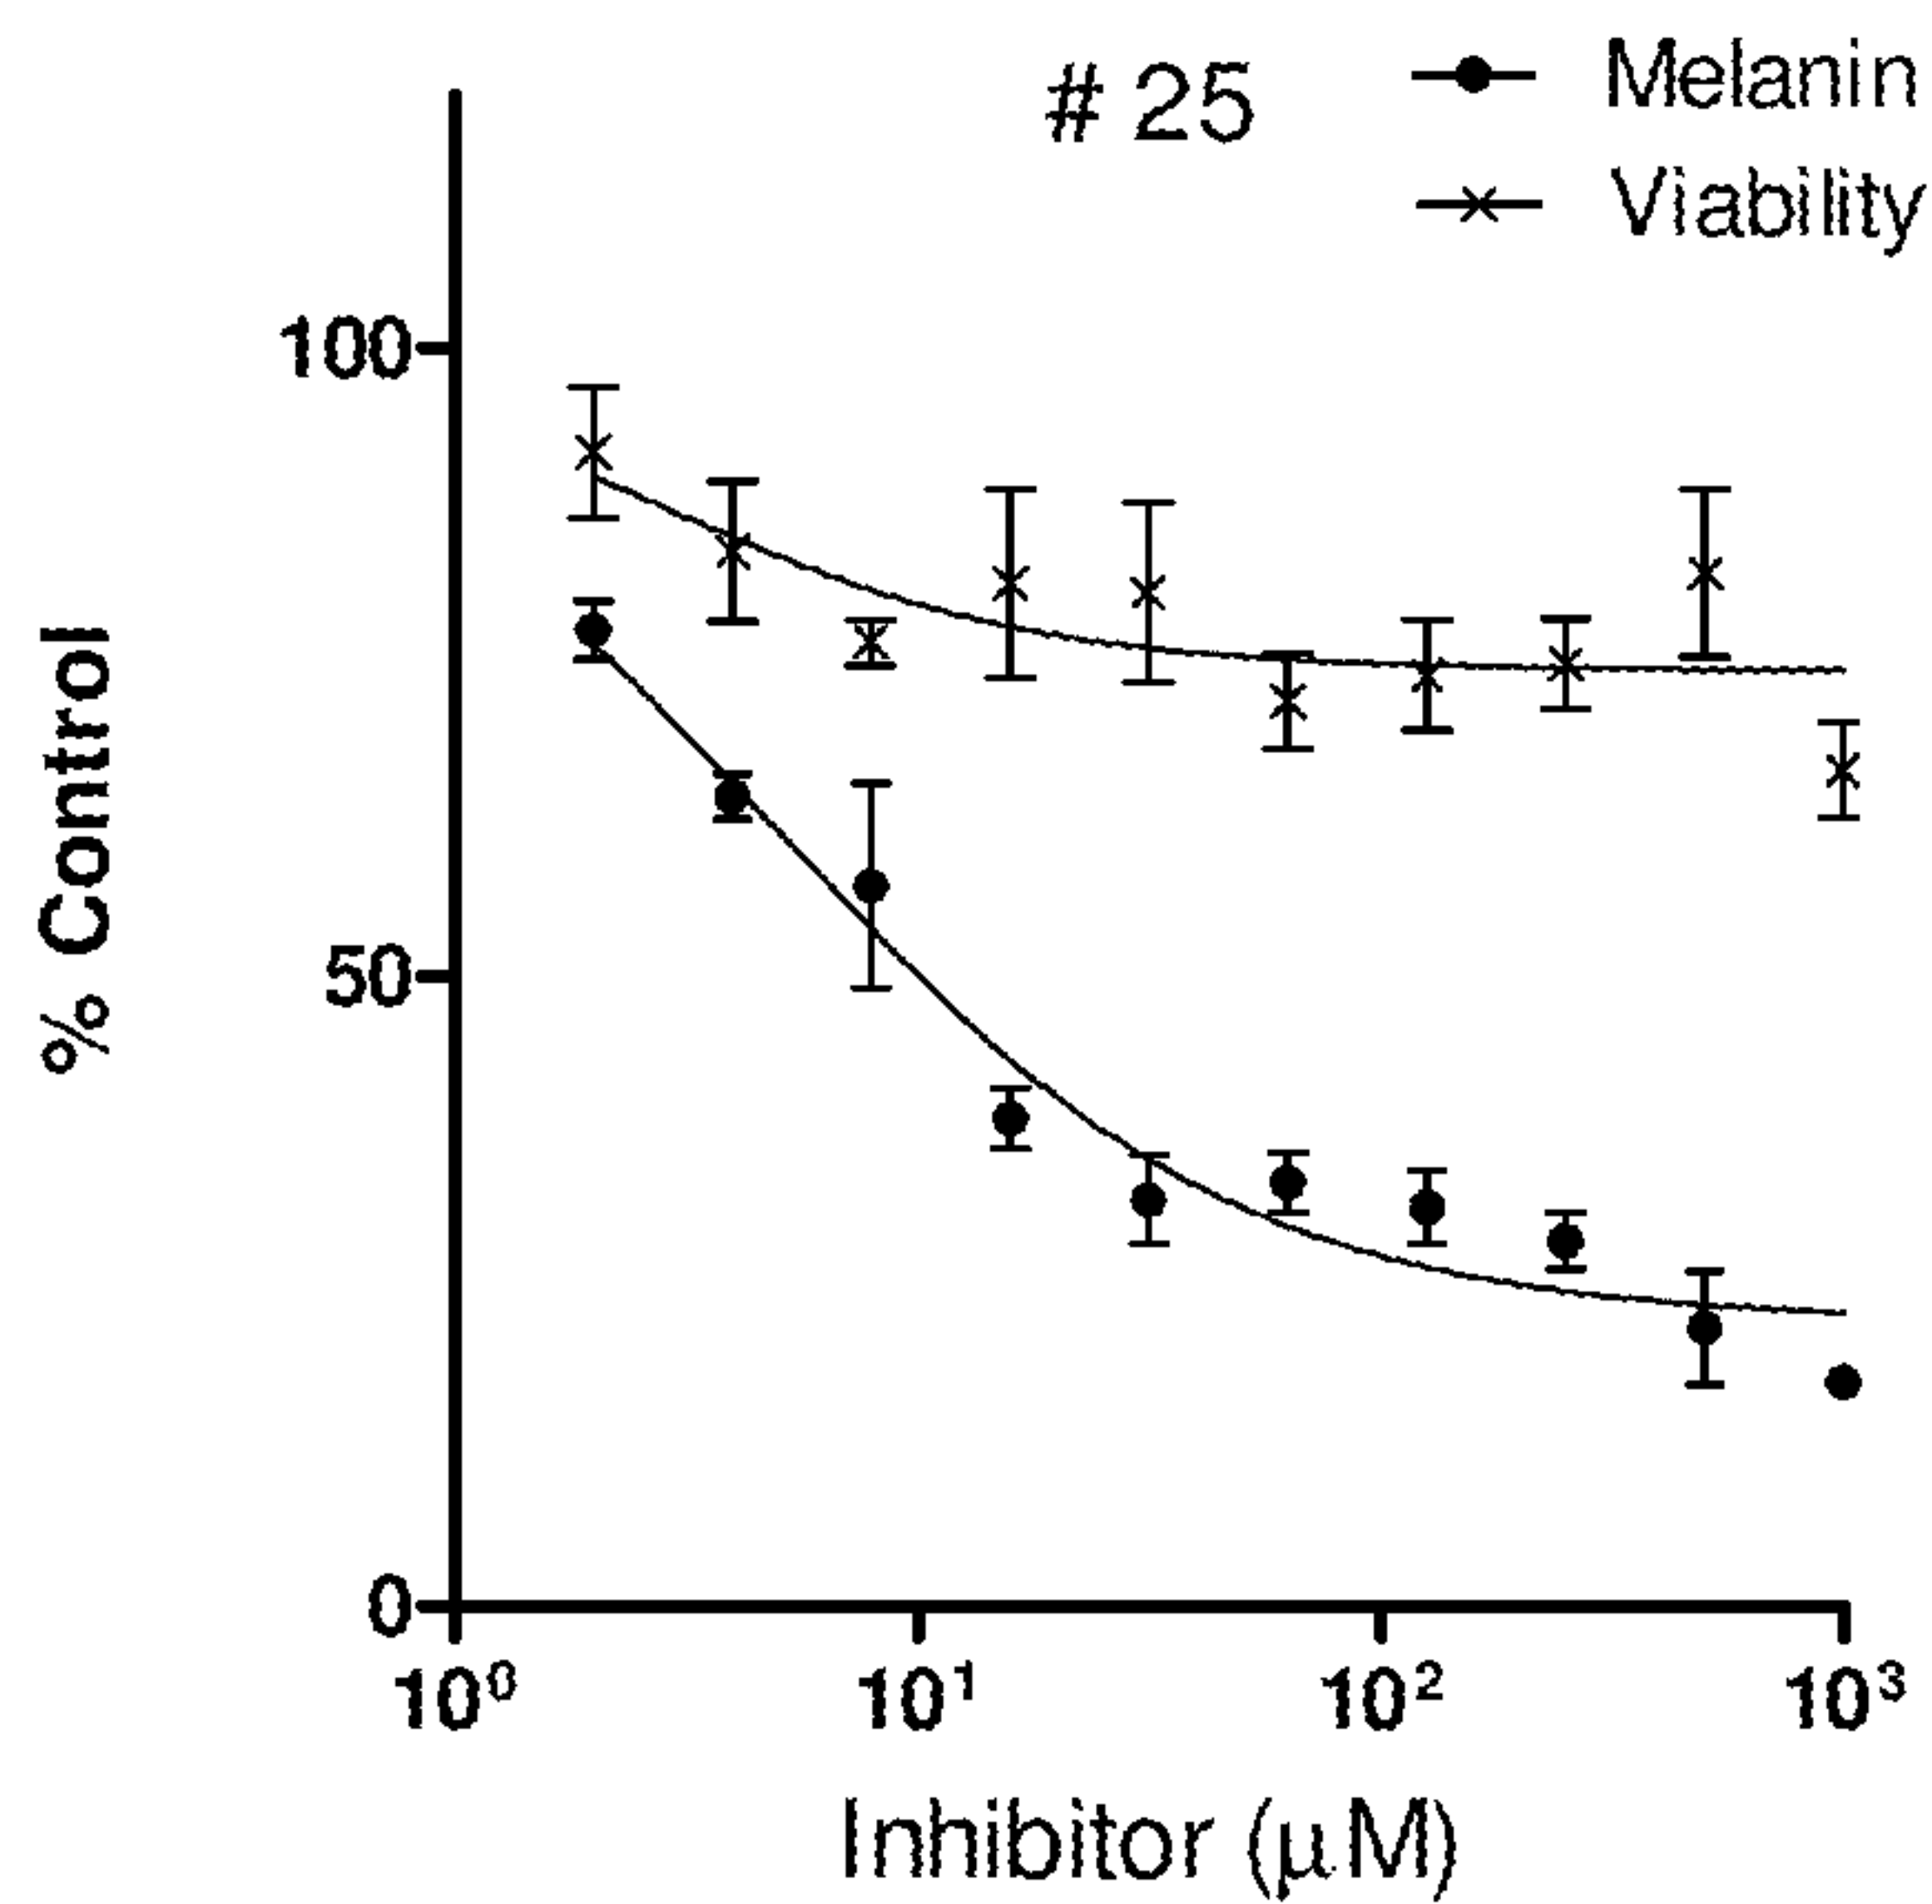 # 25
Melanin
Viability
100
50
0
% Control
10⁰ 10¹ 10² 10³
Inhibitor (µM)